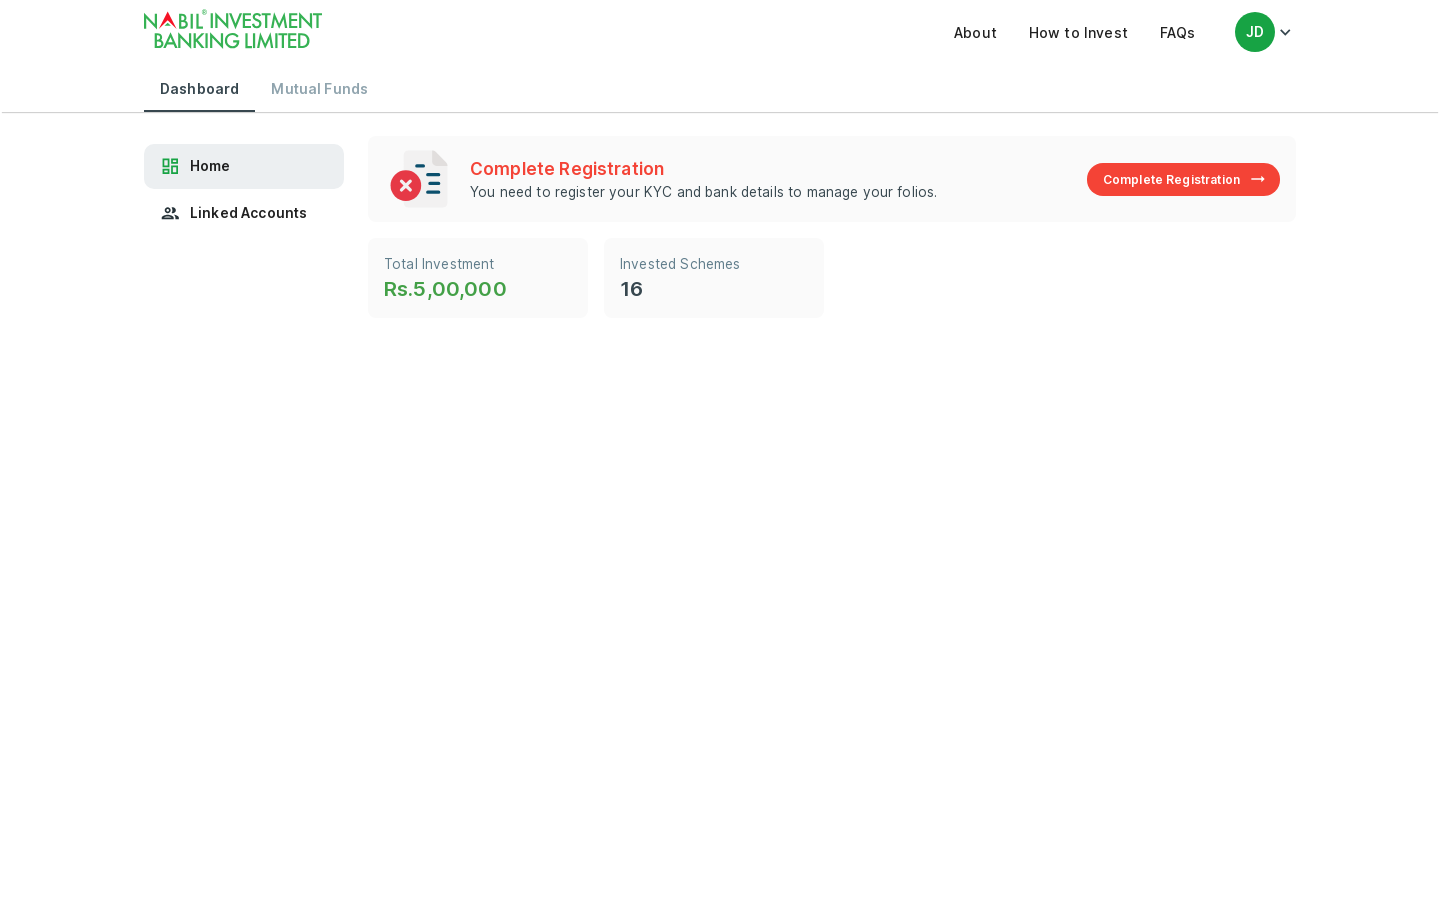 NABIL® INVESTMENT
BANKING LIMITED
About
How to Invest
FAQs
JD
Dashboard
Mutual Funds
Home
Linked Accounts
Complete Registration
You need to register your KYC and bank details to manage your folios.
Complete Registration →
Total Investment
Rs.5,00,000
Invested Schemes
16